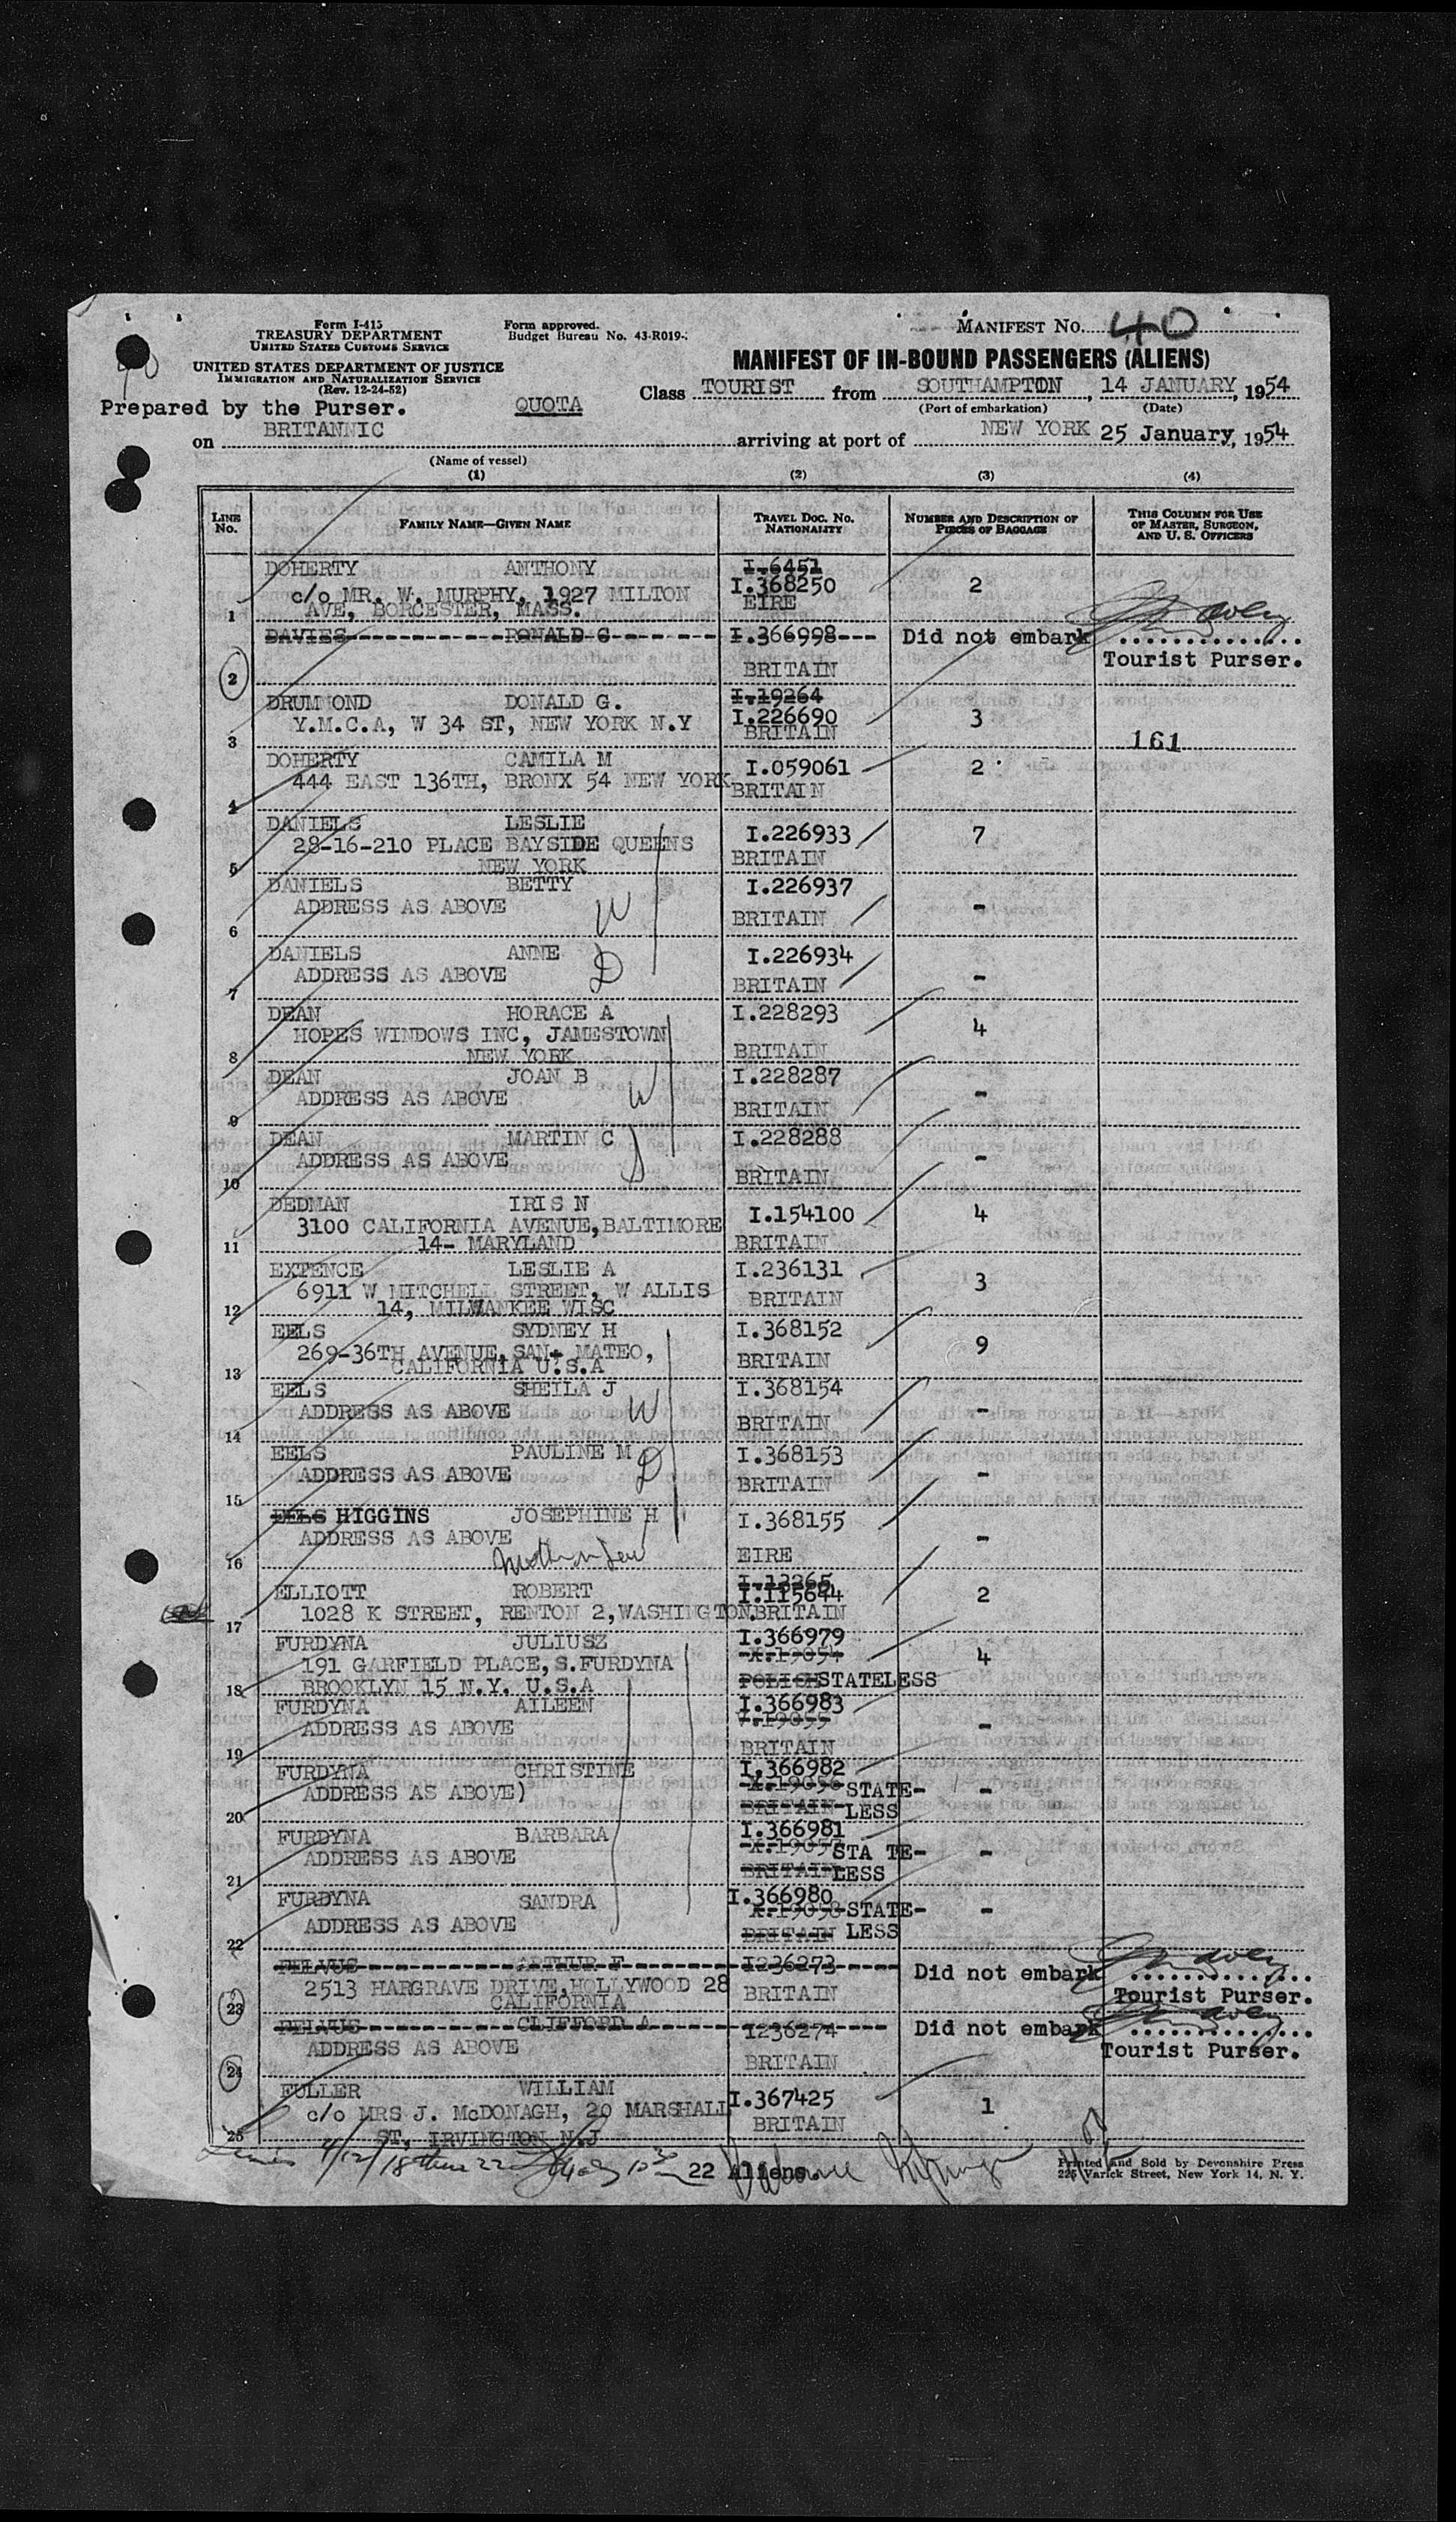 Form I-415
TREASURY DEPARTMENT
UNITED STATES CUSTOMS SERVICE
UNITED STATES DEPARTMENT OF JUSTICE
IMMIGRATION AND NATURALIZATION SERVICE
(Rev. 12-24-52)
Form approved.
Budget Bureau No. 43-R019-
MANIFEST No. 40
MANIFEST OF IN-BOUND PASSENGERS (ALIENS)
Class TOURIST from SOUTHAMPTON, 14 JANUARY, 1954
(Port of embarkation) (Date)
Prepared by the Purser. QUOTA
on BRITANNIC arriving at port of NEW YORK 25 January, 1954
(Name of vessel)
(1) (2) (3) (4)
LINE No. FAMILY NAME—GIVEN NAME TRAVEL DOC. NO. NATIONALITY NUMBER AND DESCRIPTION OF PIECES OF BAGGAGE THIS COLUMN FOR USE OF MASTER, SURGEON, AND U. S. OFFICERS
DOHERTY ANTHONY I.6451
c/o MR. W. MURPHY, 1927 MILTON I.368250 2
1 AVE, BORCESTER, MASS. EIRE
DAVIES RONALD G I.366998 Did not embark
Tourist Purser.
2 BRITAIN
DRUMMOND DONALD G. I.19264
Y.M.C.A, W 34 ST, NEW YORK N.Y I.226690 3
3 BRITAIN 161
DOHERTY CAMILA M I.059061 2
444 EAST 136TH, BRONX 54 NEW YORK BRITAIN
4
DANIELS LESLIE I.226933 7
28-16-210 PLACE BAYSIDE QUEENS BRITAIN
5 NEW YORK
DANIELS BETTY I.226937
ADDRESS AS ABOVE W BRITAIN -
6
DANIELS ANNE I.226934
ADDRESS AS ABOVE D BRITAIN -
7
DEAN HORACE A I.228293
HOPES WINDOWS INC, JAMESTOWN 4
8 NEW YORK BRITAIN
DEAN JOAN B I.228287
ADDRESS AS ABOVE W BRITAIN -
9
DEAN MARTIN C I.228288
ADDRESS AS ABOVE BRITAIN -
10
DEDMAN IRIS N I.154100 4
3100 CALIFORNIA AVENUE, BALTIMORE
11 14- MARYLAND BRITAIN
EXTENCE LESLIE A I.236131
6911 W MITCHELL STREET, W ALLIS 3
12 14, MILWANKEE WISC BRITAIN
EELS SYDNEY H I.368152
269-36TH AVENUE, SAN MATEO, 9
13 CALIFORNIA U.S.A BRITAIN
EELS SHEILA J I.368154
ADDRESS AS ABOVE W BRITAIN -
14
EELS PAULINE M D I.368153
ADDRESS AS ABOVE BRITAIN -
15
EELS HIGGINS JOSEPHINE H I.368155
ADDRESS AS ABOVE -
16 EIRE
ELLIOTT ROBERT I.13265
I.115644 2
1028 K STREET, RENTON 2, WASHINGTON. BRITAIN
17
FURDYNA JULIUSZ I.366979
191 GARFIELD PLACE, S.FURDYNA X.19054 4
18 BROOKLYN 15 N.Y. U.S.A POLISH STATELESS
FURDYNA AILEEN I.366983
ADDRESS AS ABOVE -
19 BRITAIN
FURDYNA CHRISTINE I.366982
ADDRESS AS ABOVE) X.19056 STATE- -
20 BRITAIN LESS
FURDYNA BARBARA I.366981
ADDRESS AS ABOVE X.19057 STA TE- -
21 BRITAIN LESS
FURDYNA SANDRA I.366980
ADDRESS AS ABOVE X.19058 STATE- -
22 BRITAIN LESS
FELVUS ARTHUR F I236273 Did not embark
2513 HARGRAVE DRIVE, HOLLYWOOD 28 BRITAIN Tourist Purser.
23 CALIFORNIA
FELVUS CLIFFORD A I236274 Did not embark
ADDRESS AS ABOVE Tourist Purser.
24 BRITAIN
FULLER WILLIAM I.367425
c/o MRS J. McDONAGH, 20 MARSHALL BRITAIN 1
25 ST, IRVINGTON N.J
22 Aliens.
Printed and Sold by Devonshire Press
225 Varick Street, New York 14, N. Y.